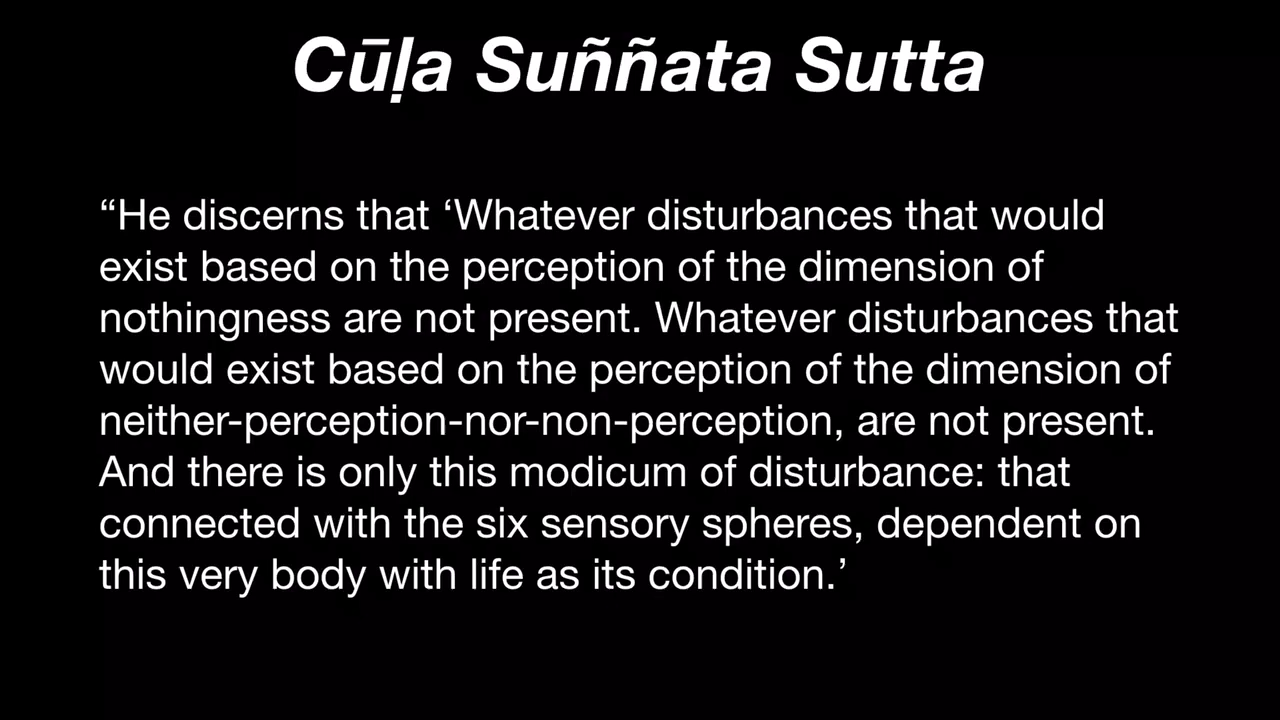 Cūḷa Suññata Sutta
“He discerns that ‘Whatever disturbances that would
exist based on the perception of the dimension of
nothingness are not present. Whatever disturbances that
would exist based on the perception of the dimension of
neither-perception-nor-non-perception, are not present.
And there is only this modicum of disturbance: that
connected with the six sensory spheres, dependent on
this very body with life as its condition.’